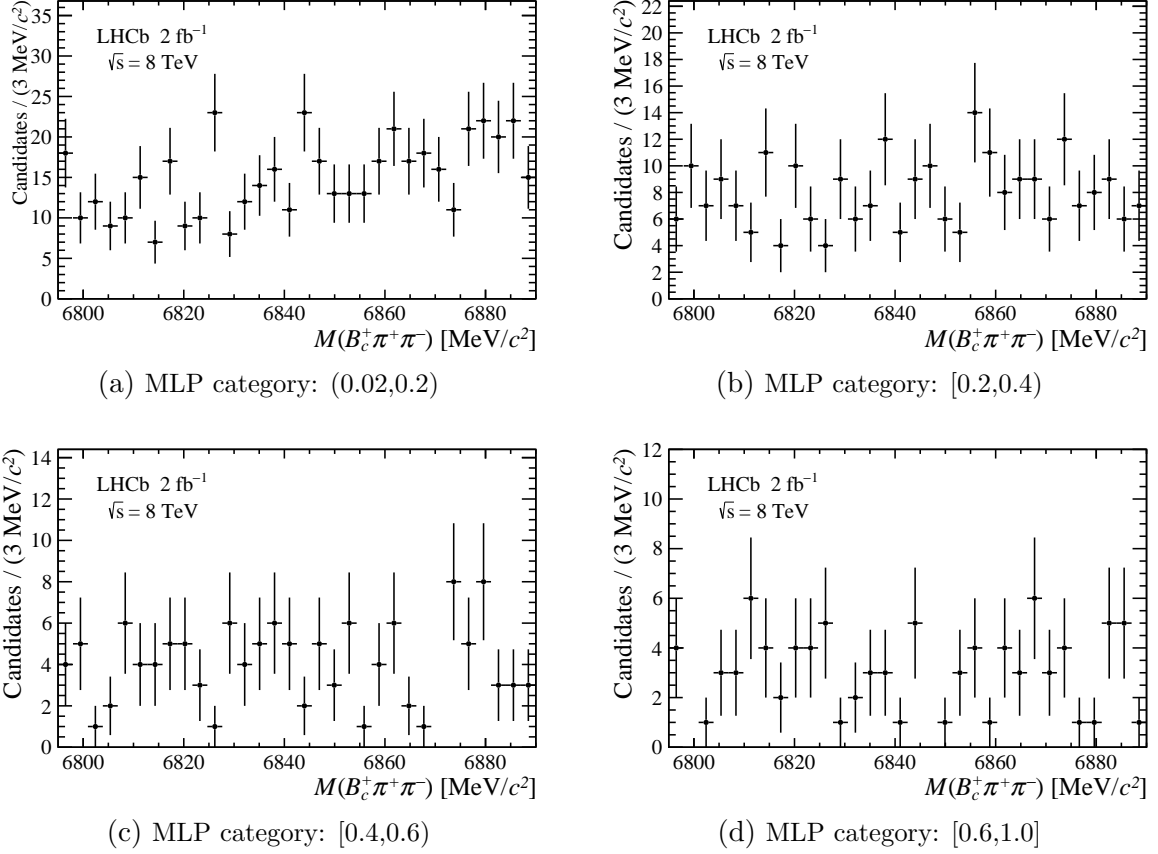 Candidates / (3 MeV/c²)
LHCb 2 fb⁻¹
√s = 8 TeV
35
30
25
20
15
10
5
0
6800 6820 6840 6860 6880
M(B_c⁺π⁺π⁻) [MeV/c²]
(a) MLP category: (0.02,0.2)
Candidates / (3 MeV/c²)
LHCb 2 fb⁻¹
√s = 8 TeV
22
20
18
16
14
12
10
8
6
4
2
0
6800 6820 6840 6860 6880
M(B_c⁺π⁺π⁻) [MeV/c²]
(b) MLP category: [0.2,0.4)
Candidates / (3 MeV/c²)
LHCb 2 fb⁻¹
√s = 8 TeV
14
12
10
8
6
4
2
0
6800 6820 6840 6860 6880
M(B_c⁺π⁺π⁻) [MeV/c²]
(c) MLP category: [0.4,0.6)
Candidates / (3 MeV/c²)
LHCb 2 fb⁻¹
√s = 8 TeV
12
10
8
6
4
2
0
6800 6820 6840 6860 6880
M(B_c⁺π⁺π⁻) [MeV/c²]
(d) MLP category: [0.6,1.0]